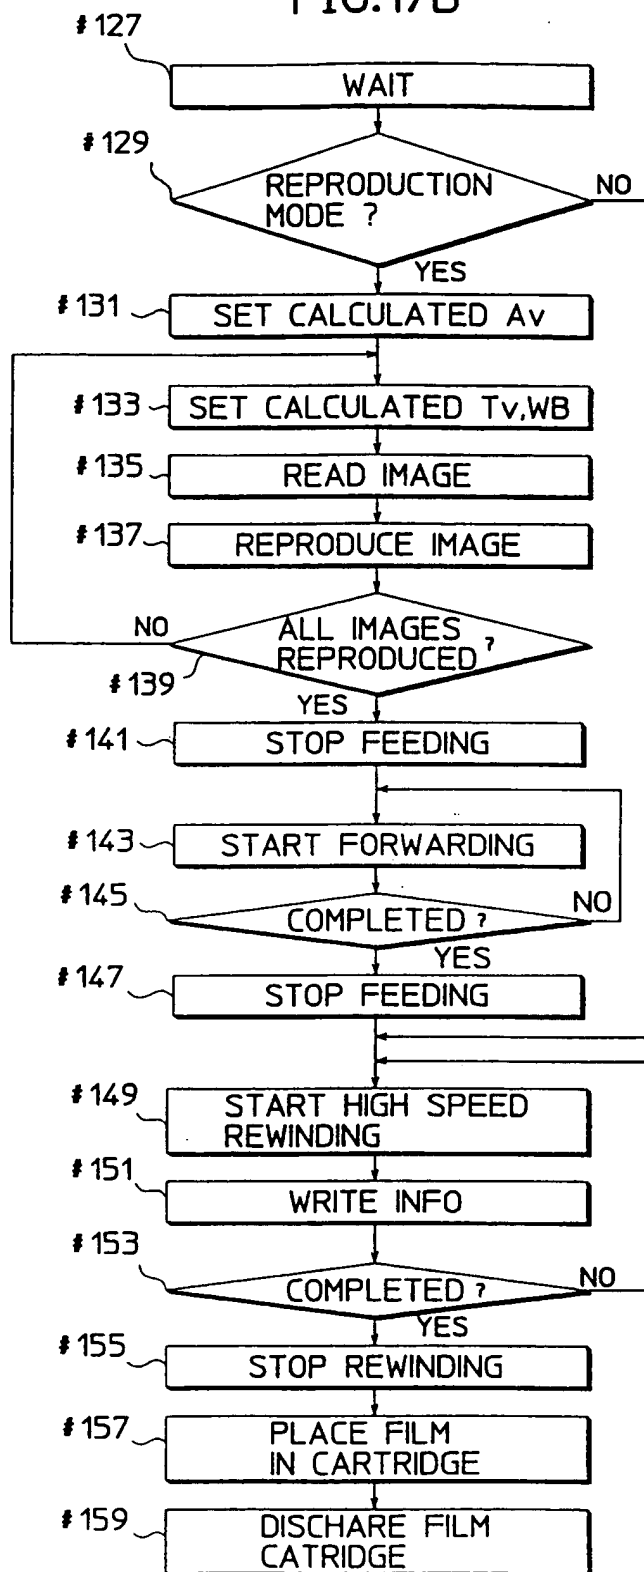 FIG.17B
#127
WAIT
#129
REPRODUCTION
MODE ?
NO
YES
#131
SET CALCULATED Av
#133
SET CALCULATED Tv,WB
#135
READ IMAGE
#137
REPRODUCE IMAGE
NO
ALL IMAGES
REPRODUCED ?
#139
YES
#141
STOP FEEDING
#143
START FORWARDING
#145
COMPLETED ?
NO
YES
#147
STOP FEEDING
#149
START HIGH SPEED
REWINDING
#151
WRITE INFO
#153
COMPLETED ?
NO
YES
#155
STOP REWINDING
#157
PLACE FILM
IN CARTRIDGE
#159
DISCHARE FILM
CATRIDGE